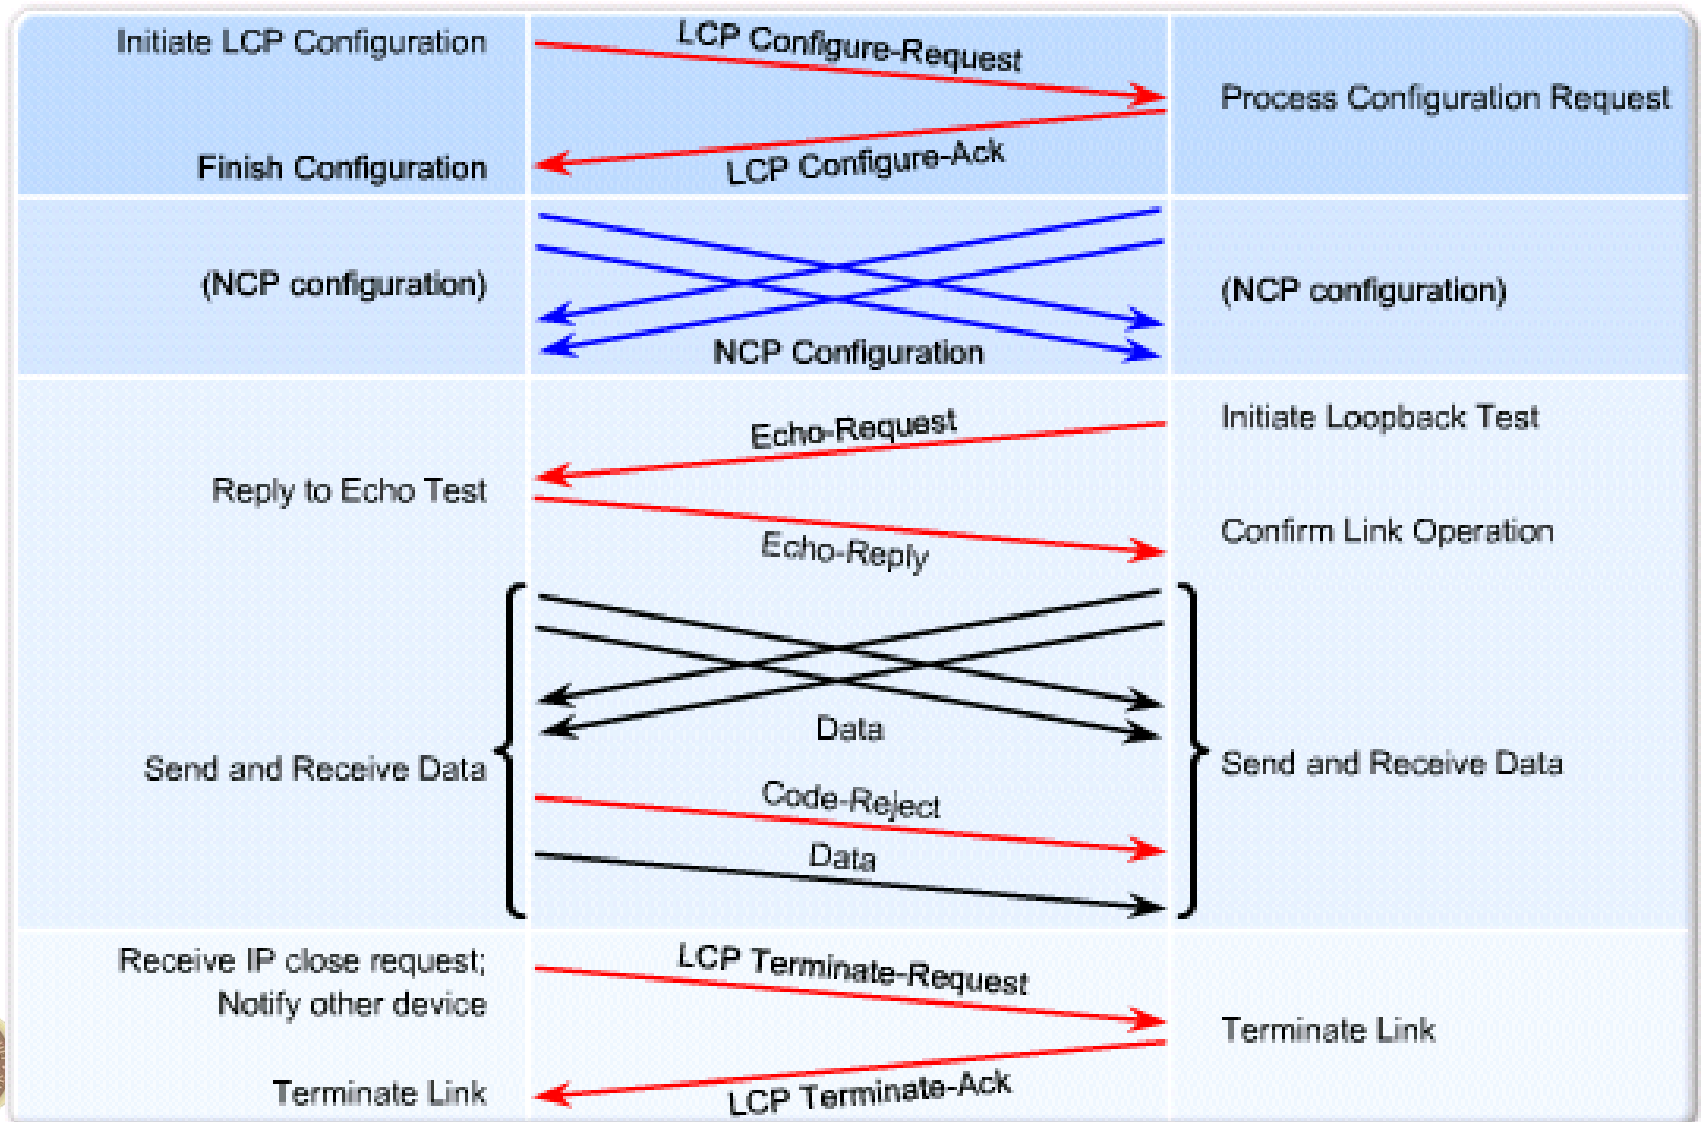 Initiate LCP Configuration
LCP Configure-Request
Process Configuration Request
Finish Configuration
LCP Configure-Ack
(NCP configuration)
(NCP configuration)
NCP Configuration
Echo-Request
Initiate Loopback Test
Reply to Echo Test
Confirm Link Operation
Echo-Reply
Data
Send and Receive Data
Send and Receive Data
Code-Reject
Data
Receive IP close request;
Notify other device
LCP Terminate-Request
Terminate Link
Terminate Link
LCP Terminate-Ack